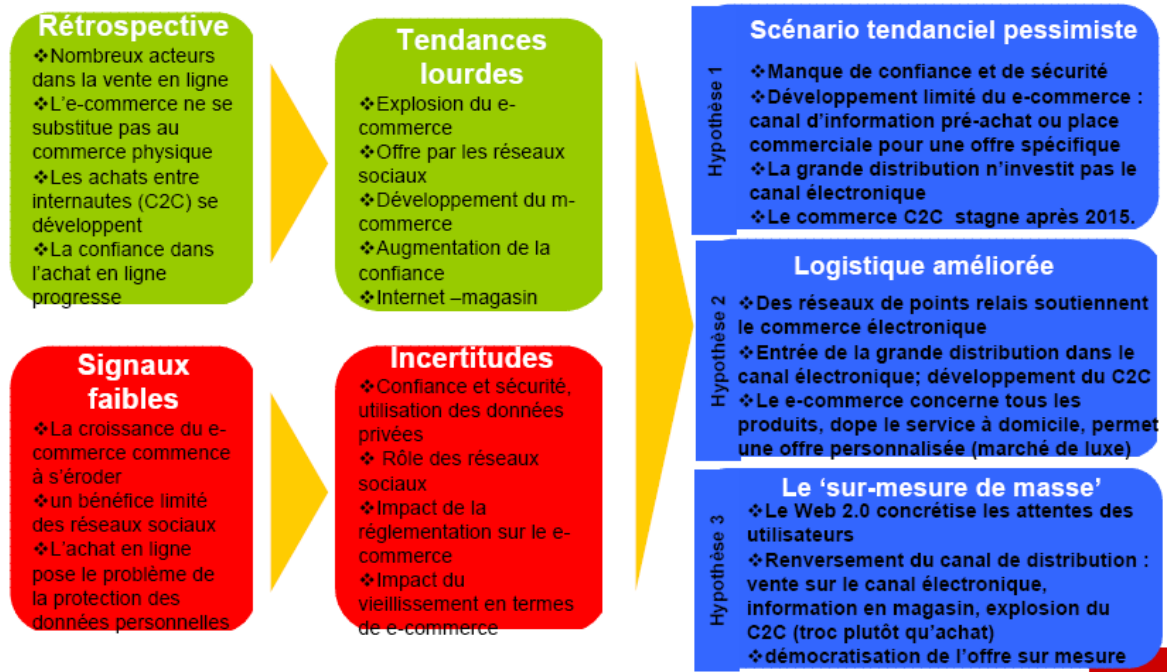 Rétrospective
❖Nombreux acteurs
dans la vente en ligne
❖L'e-commerce ne se
substitue pas au
commerce physique
❖Les achats entre
internautes (C2C) se
développent
❖La confiance dans
l'achat en ligne
progresse
Tendances
lourdes
❖Explosion du e-
commerce
❖Offre par les réseaux
sociaux
❖Développement du m-
commerce
❖Augmentation de la
confiance
❖Internet –magasin
Signaux
faibles
❖La croissance du e-
commerce commence
à s'éroder
❖un bénéfice limité
des réseaux sociaux
❖L'achat en ligne
pose le problème de
la protection des
données personnelles
Incertitudes
❖Confiance et sécurité,
utilisation des données
privées
❖ Rôle des réseaux
sociaux
❖Impact de la
réglementation sur le e-
commerce
❖Impact du
vieillissement en termes
de e-commerce
Hypothèse 1
Scénario tendanciel pessimiste
❖Manque de confiance et de sécurité
❖Développement limité du e-commerce :
canal d'information pré-achat ou place
commerciale pour une offre spécifique
❖La grande distribution n'investit pas le
canal électronique
❖Le commerce C2C stagne après 2015.
Hypothèse 2
Logistique améliorée
❖Des réseaux de points relais soutiennent
le commerce électronique
❖Entrée de la grande distribution dans le
canal électronique; développement du C2C
❖Le e-commerce concerne tous les
produits, dope le service à domicile, permet
une offre personnalisée (marché de luxe)
Hypothèse 3
Le 'sur-mesure de masse'
❖Le Web 2.0 concrétise les attentes des
utilisateurs
❖Renversement du canal de distribution :
vente sur le canal électronique,
information en magasin, explosion du
C2C (troc plutôt qu'achat)
❖démocratisation de l'offre sur mesure